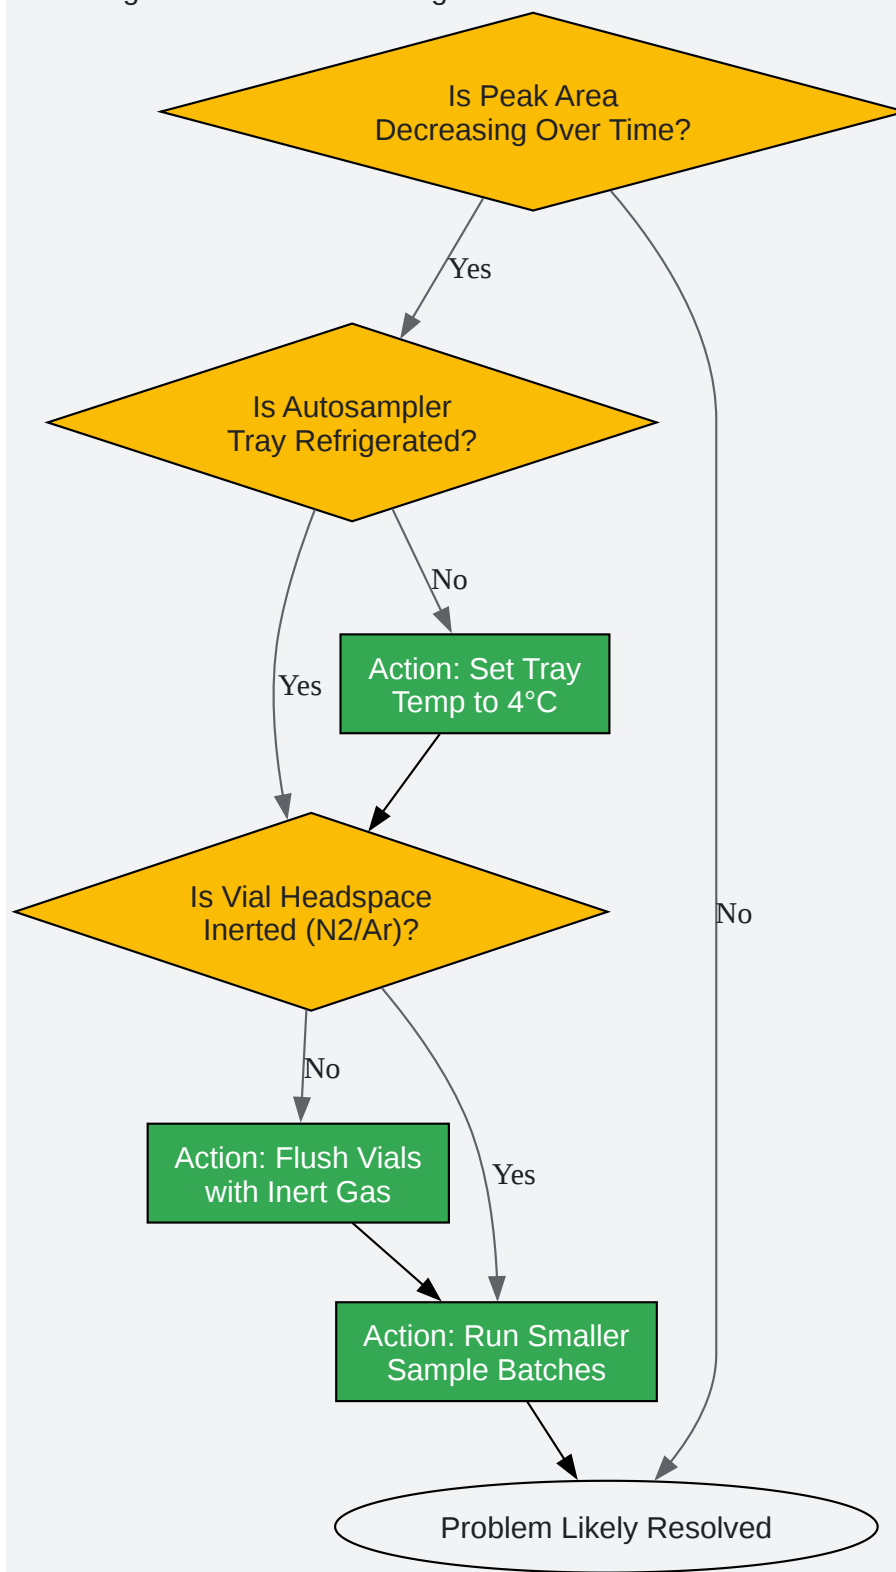 Is Peak Area
Decreasing Over Time?
Yes
Is Autosampler
Tray Refrigerated?
No
Action: Set Tray
Temp to 4°C
Yes
Is Vial Headspace
Inerted (N2/Ar)?
No
No
Action: Flush Vials
with Inert Gas
Yes
Action: Run Smaller
Sample Batches
Problem Likely Resolved